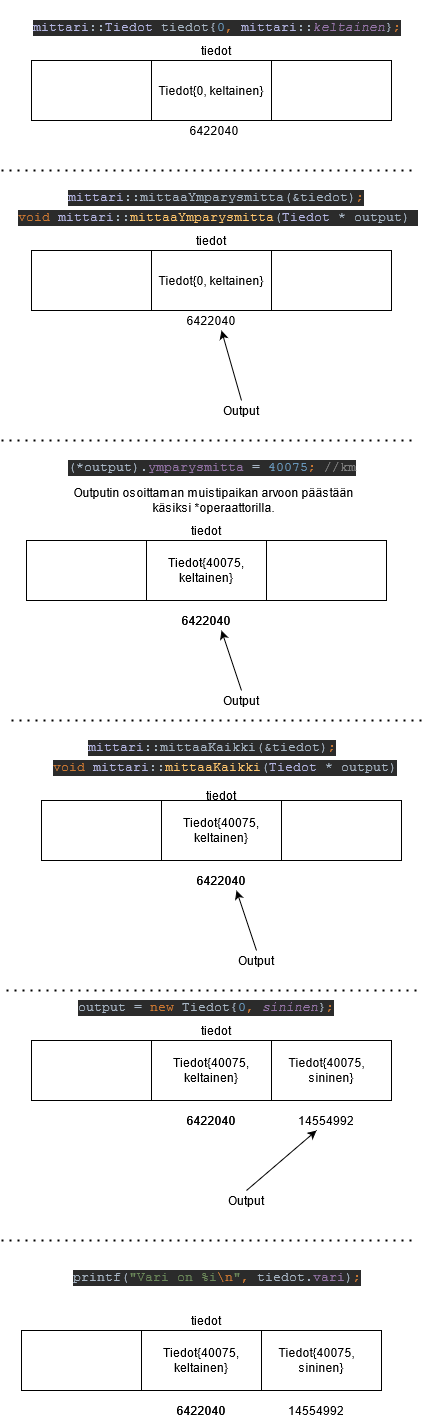 mittari::Tiedot tiedot{0, mittari::keltainen};
tiedot
Tiedot{0, keltainen}
6422040
mittari::mittaaYmparysmitta(&tiedot);
void mittari::mittaaYmparysmitta(Tiedot * output)
tiedot
Tiedot{0, keltainen}
6422040
Output
(*output).ymparysmitta = 40075; //km
Outputin osoittaman muistipaikan arvoon päästään
käsiksi *operaattorilla.
tiedot
Tiedot{40075,
keltainen}
6422040
Output
mittari::mittaaKaikki(&tiedot);
void mittari::mittaaKaikki(Tiedot * output)
tiedot
Tiedot{40075,
keltainen}
6422040
Output
output = new Tiedot{0, sininen};
tiedot
Tiedot{40075, Tiedot{40075,
keltainen} sininen}
6422040 14554992
Output
printf("Vari on %i\n", tiedot.vari);
tiedot
Tiedot{40075, Tiedot{40075,
keltainen} sininen}
6422040 14554992